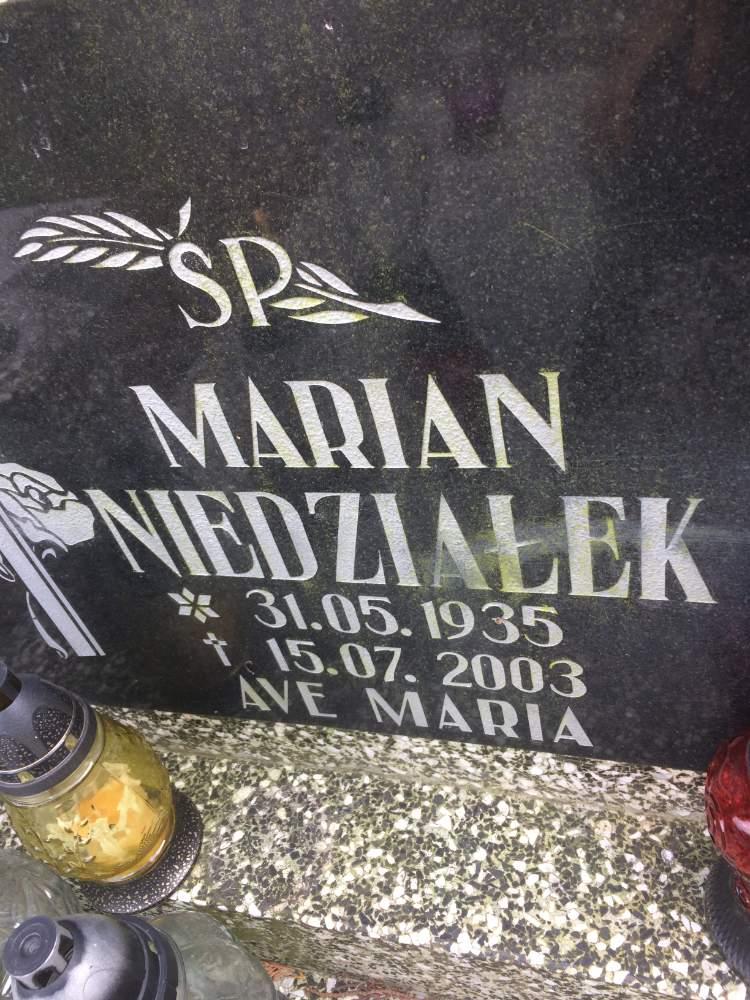 ŚP
MARIAN
NIEDZIAŁEK
* 31.05.1935
† 15.07.2003
AVE MARIA